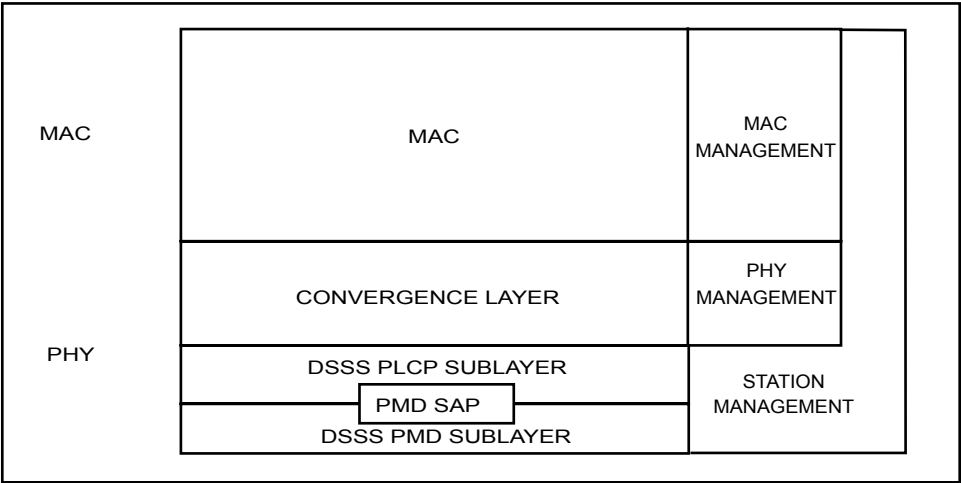 MAC
MAC
MAC
MANAGEMENT
CONVERGENCE LAYER
PHY
MANAGEMENT
PHY
DSSS PLCP SUBLAYER
PMD SAP
DSSS PMD SUBLAYER
STATION
MANAGEMENT